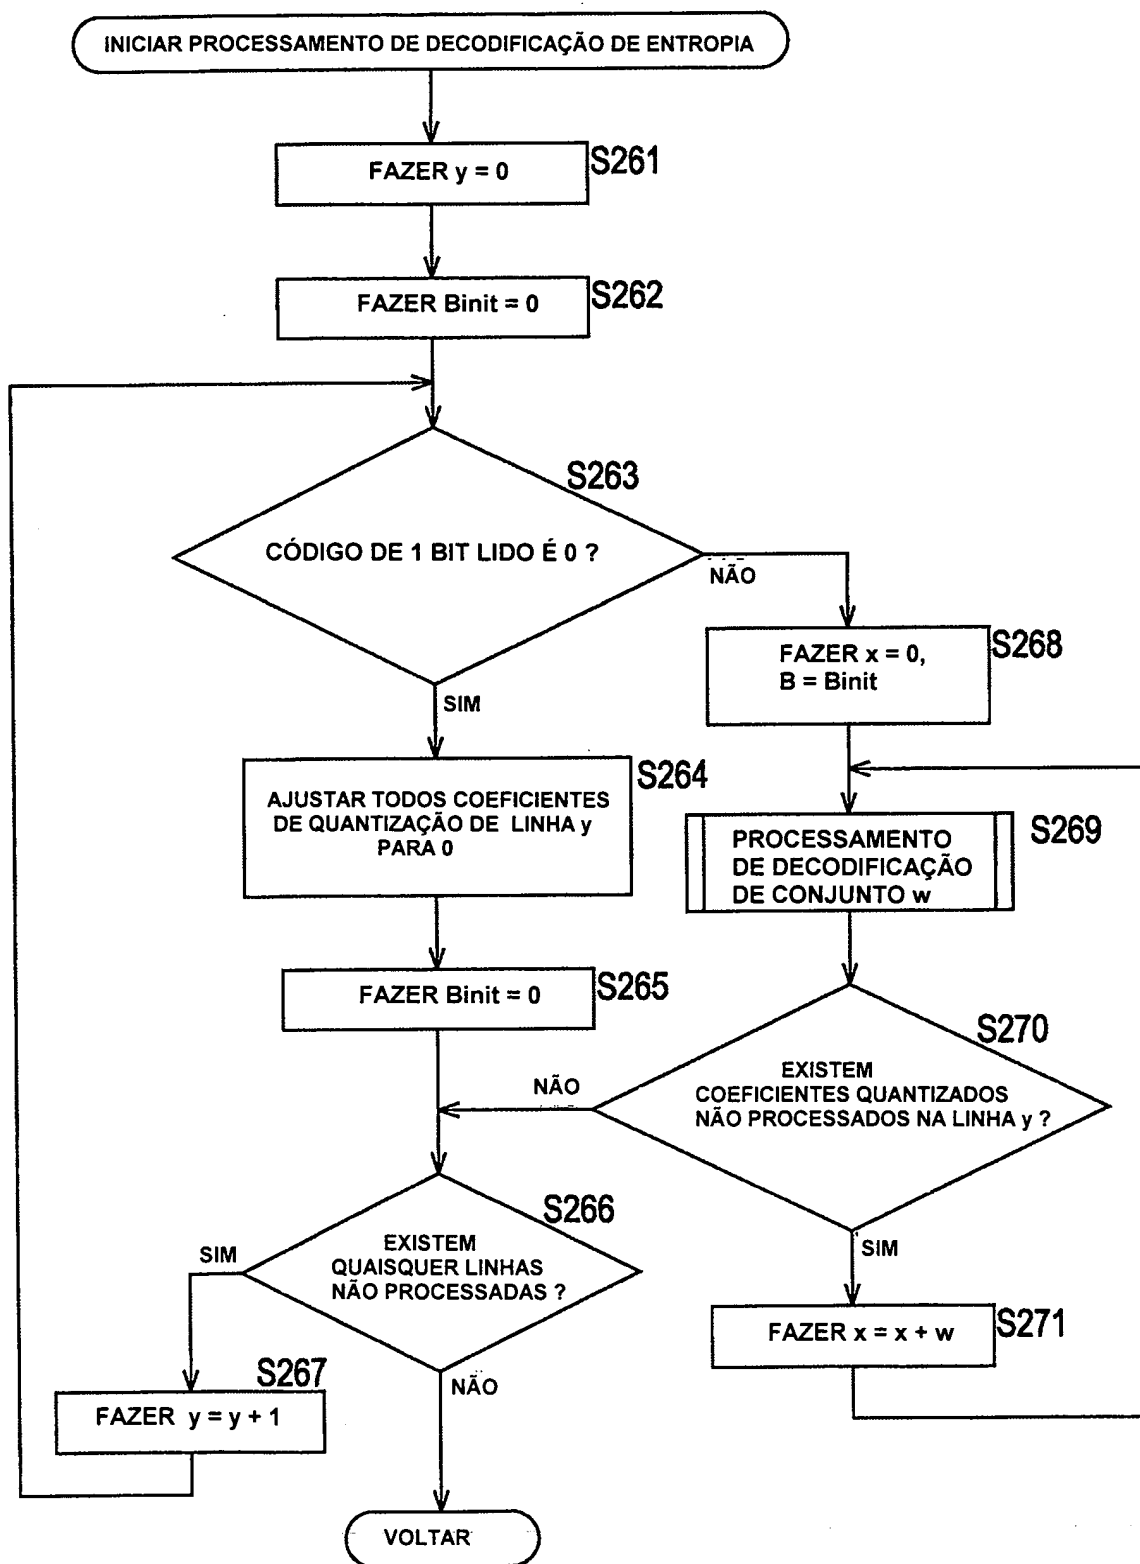 INICIAR PROCESSAMENTO DE DECODIFICAÇÃO DE ENTROPIA
FAZER y = 0
S261
FAZER Binit = 0
S262
S263
CÓDIGO DE 1 BIT LIDO É 0 ?
NÃO
SIM
FAZER x = 0,
B = Binit
S268
AJUSTAR TODOS COEFICIENTES
DE QUANTIZAÇÃO DE LINHA y
PARA 0
S264
PROCESSAMENTO
DE DECODIFICAÇÃO
DE CONJUNTO w
S269
FAZER Binit = 0
S265
S270
EXISTEM
COEFICIENTES QUANTIZADOS
NÃO PROCESSADOS NA LINHA y ?
NÃO
SIM
S266
EXISTEM
QUAISQUER LINHAS
NÃO PROCESSADAS ?
SIM
NÃO
FAZER x = x + w
S271
S267
FAZER y = y + 1
VOLTAR